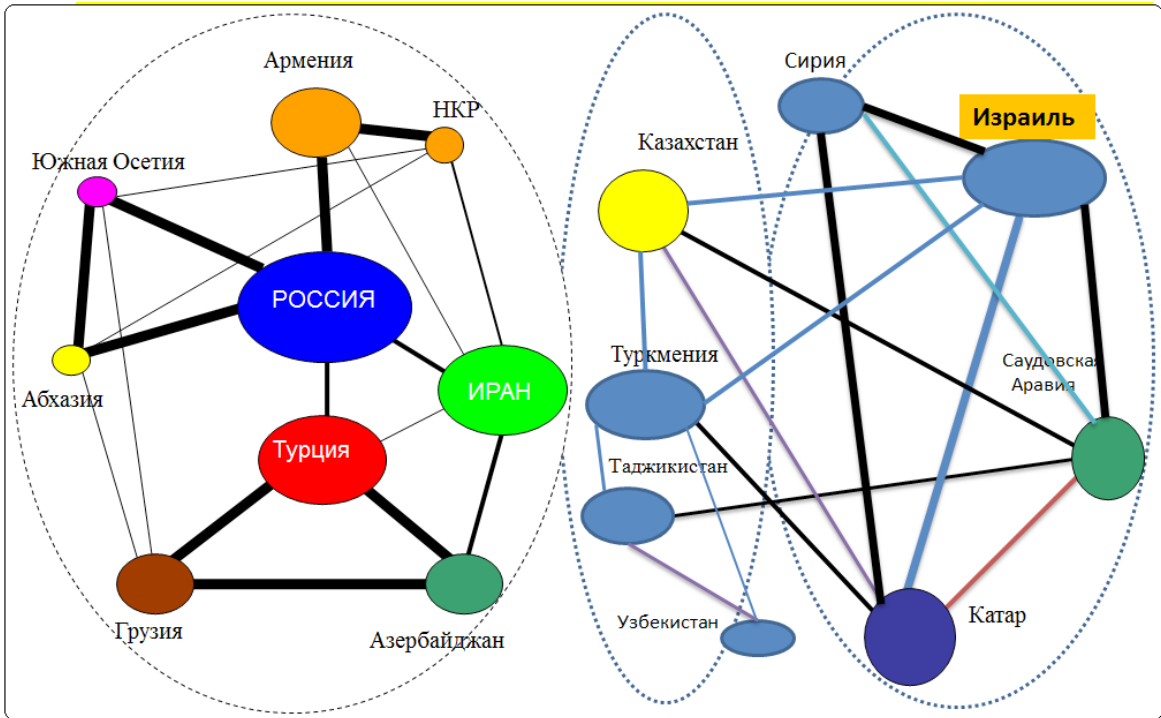 Армения
НКР
Южная Осетия
РОССИЯ
ИРАН
Абхазия
Турция
Грузия
Азербайджан
Казахстан
Туркмения
Таджикистан
Узбекистан
Сирия
Израиль
Саудовская
Аравия
Катар